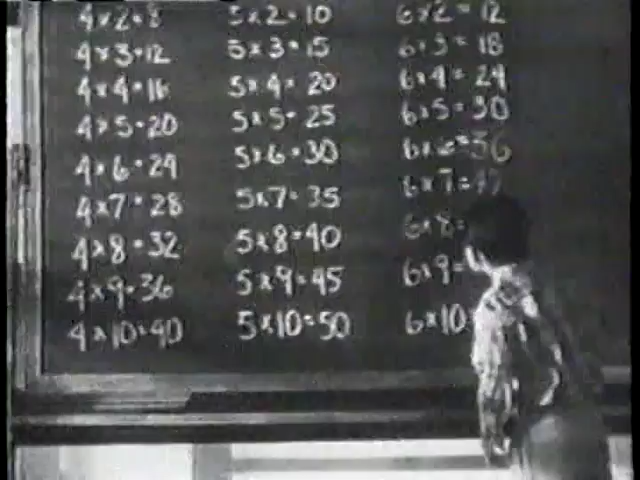 4x2=8
4x3=12
4x4=16
4x5=20
4x6=24
4x7=28
4x8=32
4x9=36
4x10=40
5x2=10
5x3=15
5x4=20
5x5=25
5x6=30
5x7=35
5x8=40
5x9=45
5x10=50
6x2=12
6x3=18
6x4=24
6x5=30
6x6=36
6x7=
6x8=
6x9=
6x10